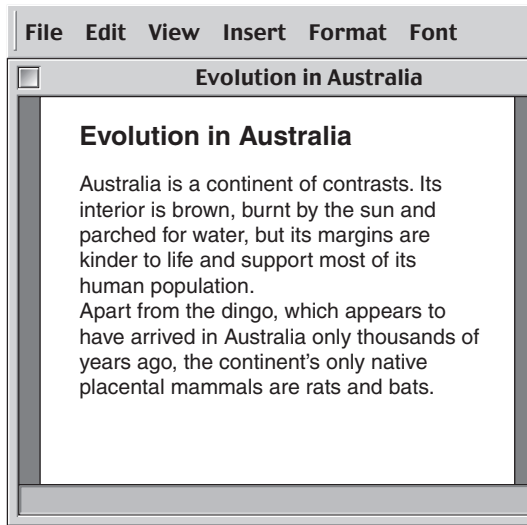 File Edit View Insert Format Font
Evolution in Australia
Evolution in Australia
Australia is a continent of contrasts. Its
interior is brown, burnt by the sun and
parched for water, but its margins are
kinder to life and support most of its
human population.
Apart from the dingo, which appears to
have arrived in Australia only thousands of
years ago, the continent's only native
placental mammals are rats and bats.